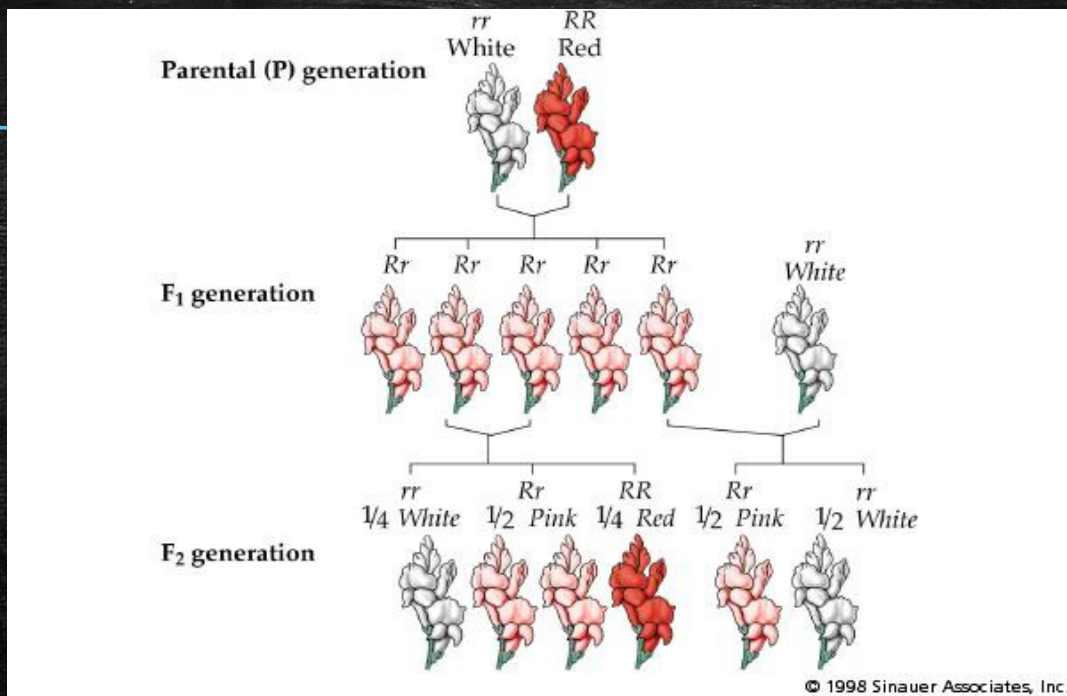 rr RR
White Red
Parental (P) generation
Rr Rr Rr Rr Rr
rr
White
F₁ generation
rr Rr RR Rr rr
1/4 White 1/2 Pink 1/4 Red 1/2 Pink 1/2 White
F₂ generation
© 1998 Sinauer Associates, Inc